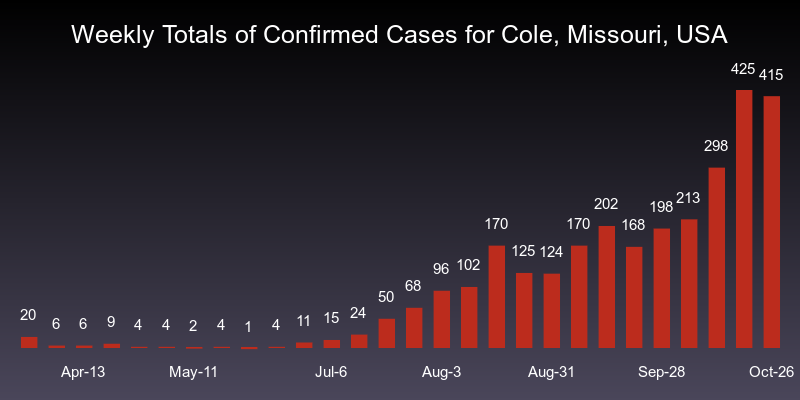 Weekly Totals of Confirmed Cases for Cole, Missouri, USA
20 6 6 9 4 4 2 4 1 4 11 15 24 50 68 96 102 170 125 124 170 202 168 198 213 298 425 415
Apr-13 May-11 Jul-6 Aug-3 Aug-31 Sep-28 Oct-26